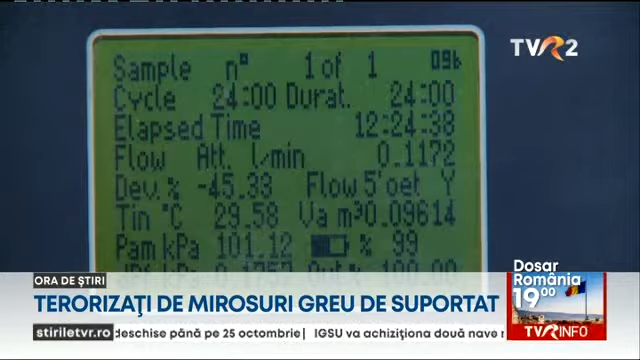 TVR2
Sample nº 1 of 1 09b
Cycle 24:00 Durat. 24:00
Elapsed Time 12:24:38
Flow Att. l/min 0.1172
Dev.% -45.33 Flow S°oet Y
Tin °C 29.58 Va m³0.09614
Pam kPa 101.12 % 99
ORA DE ȘTIRI
TERORIZAȚI DE MIROSURI GREU DE SUPORTAT
Dosar
România
19:00
TVR INFO
stiriletvr.ro deschise până pe 25 octombrie | IGSU va achiziționa două nave